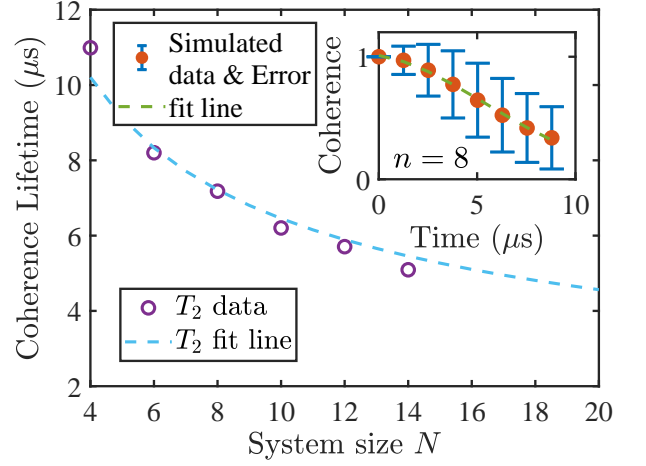 Coherence Lifetime (μs)
12
10
8
6
4
2
4
6
8
10
12
14
16
18
20
System size N
Simulated
data & Error
fit line
T₂ data
T₂ fit line
Coherence
1
0
n = 8
0
5
10
Time (μs)